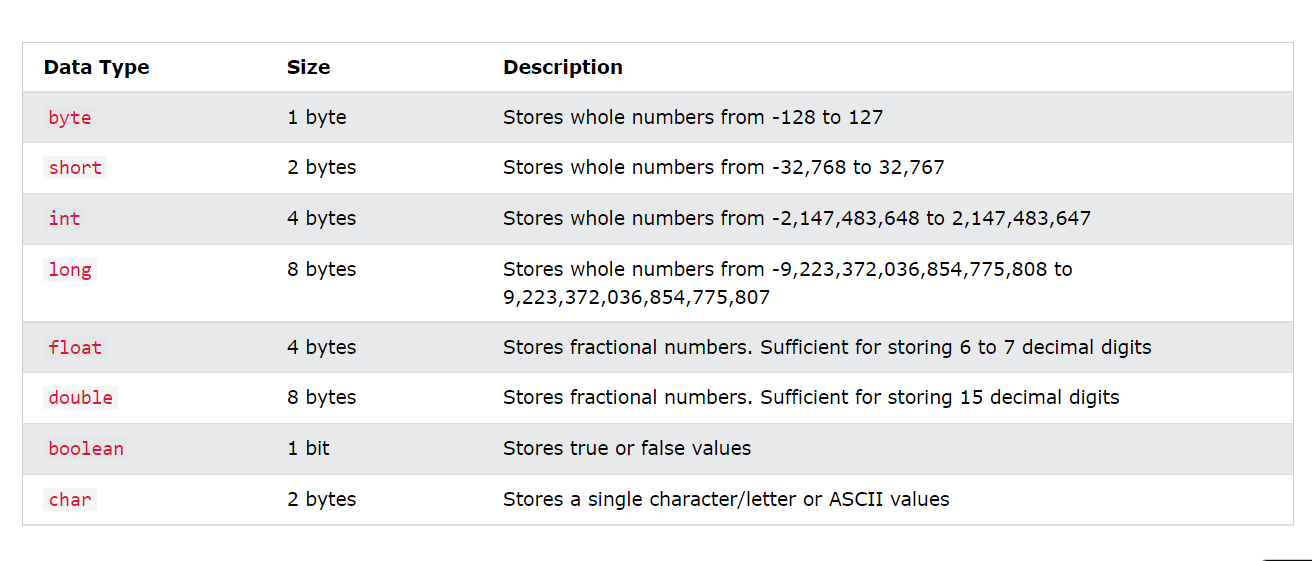 Data Type Size Description
byte 1 byte Stores whole numbers from -128 to 127
short 2 bytes Stores whole numbers from -32,768 to 32,767
int 4 bytes Stores whole numbers from -2,147,483,648 to 2,147,483,647
long 8 bytes Stores whole numbers from -9,223,372,036,854,775,808 to
9,223,372,036,854,775,807
float 4 bytes Stores fractional numbers. Sufficient for storing 6 to 7 decimal digits
double 8 bytes Stores fractional numbers. Sufficient for storing 15 decimal digits
boolean 1 bit Stores true or false values
char 2 bytes Stores a single character/letter or ASCII values